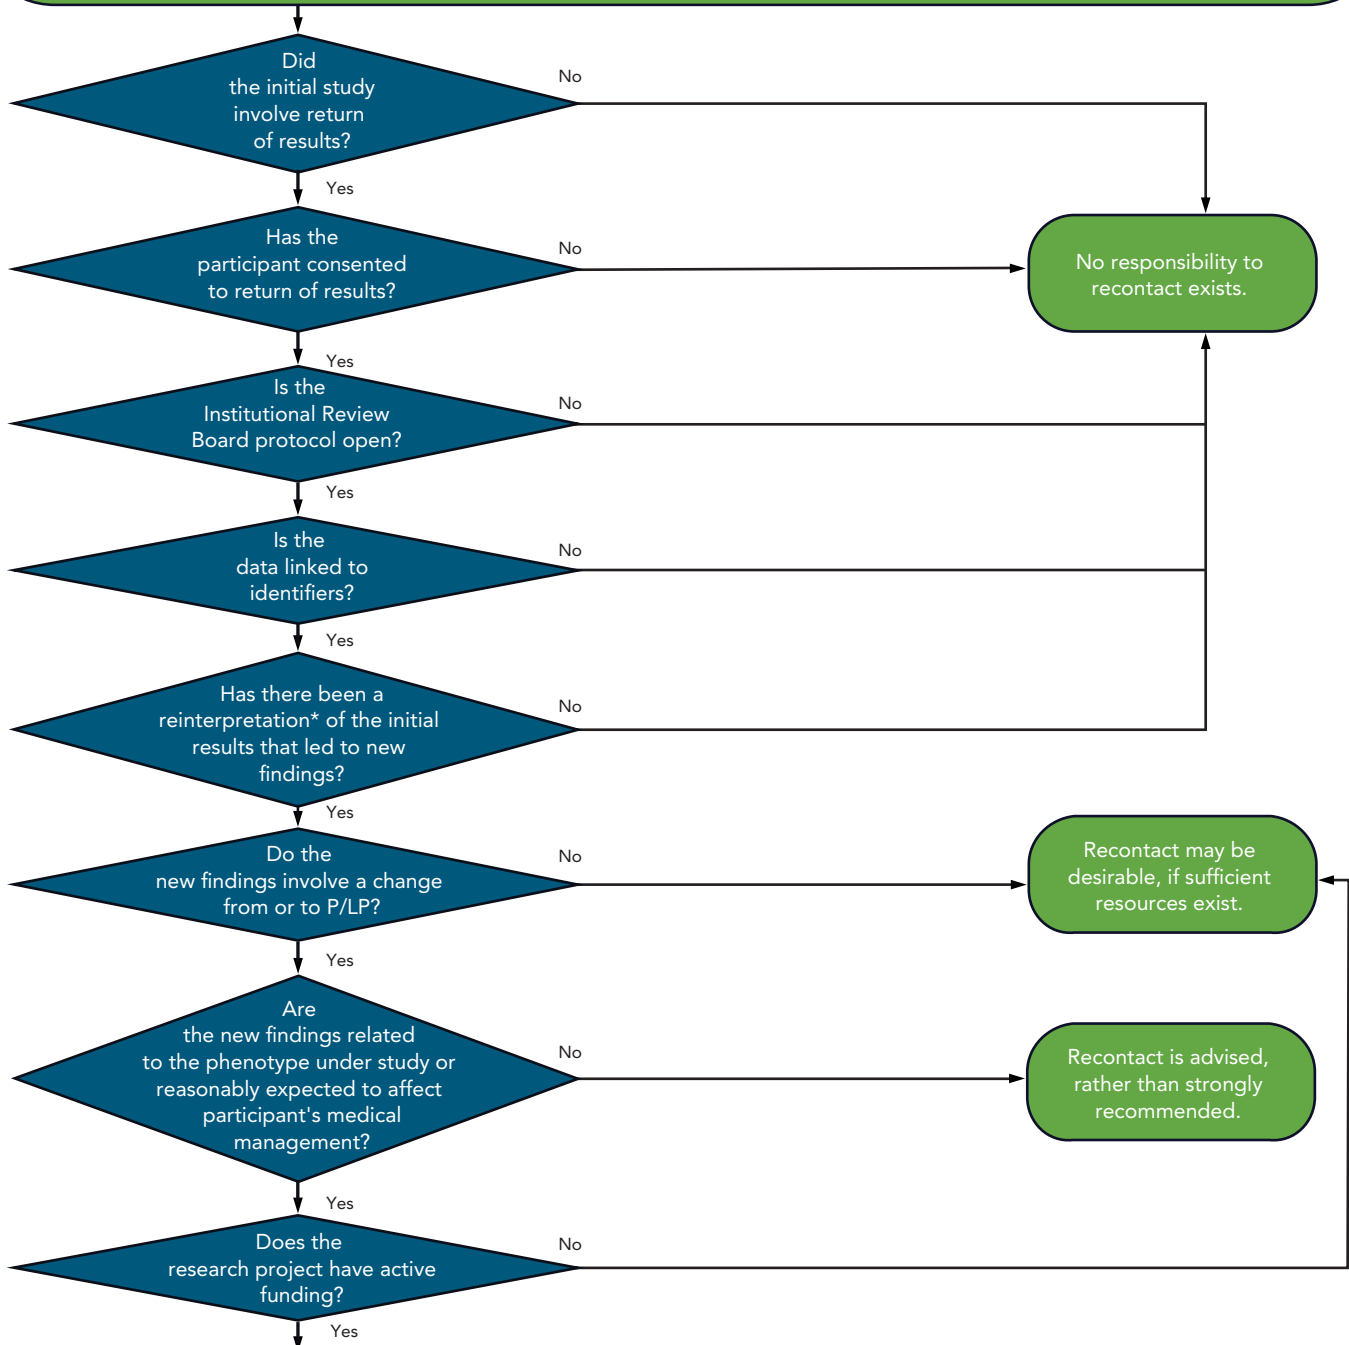 Did
the initial study
involve return
of results?
No
Yes
Has the
participant consented
to return of results?
No
No responsibility to
recontact exists.
Yes
Is the
Institutional Review
Board protocol open?
No
Yes
Is the
data linked to
identifiers?
No
Yes
Has there been a
reinterpretation* of the initial
results that led to new
findings?
No
Yes
Do the
new findings involve a change
from or to P/LP?
No
Recontact may be
desirable, if sufficient
resources exist.
Yes
Are
the new findings related
to the phenotype under study or
reasonably expected to affect
participant's medical
management?
No
Recontact is advised,
rather than strongly
recommended.
Yes
Does the
research project have active
funding?
No
Yes